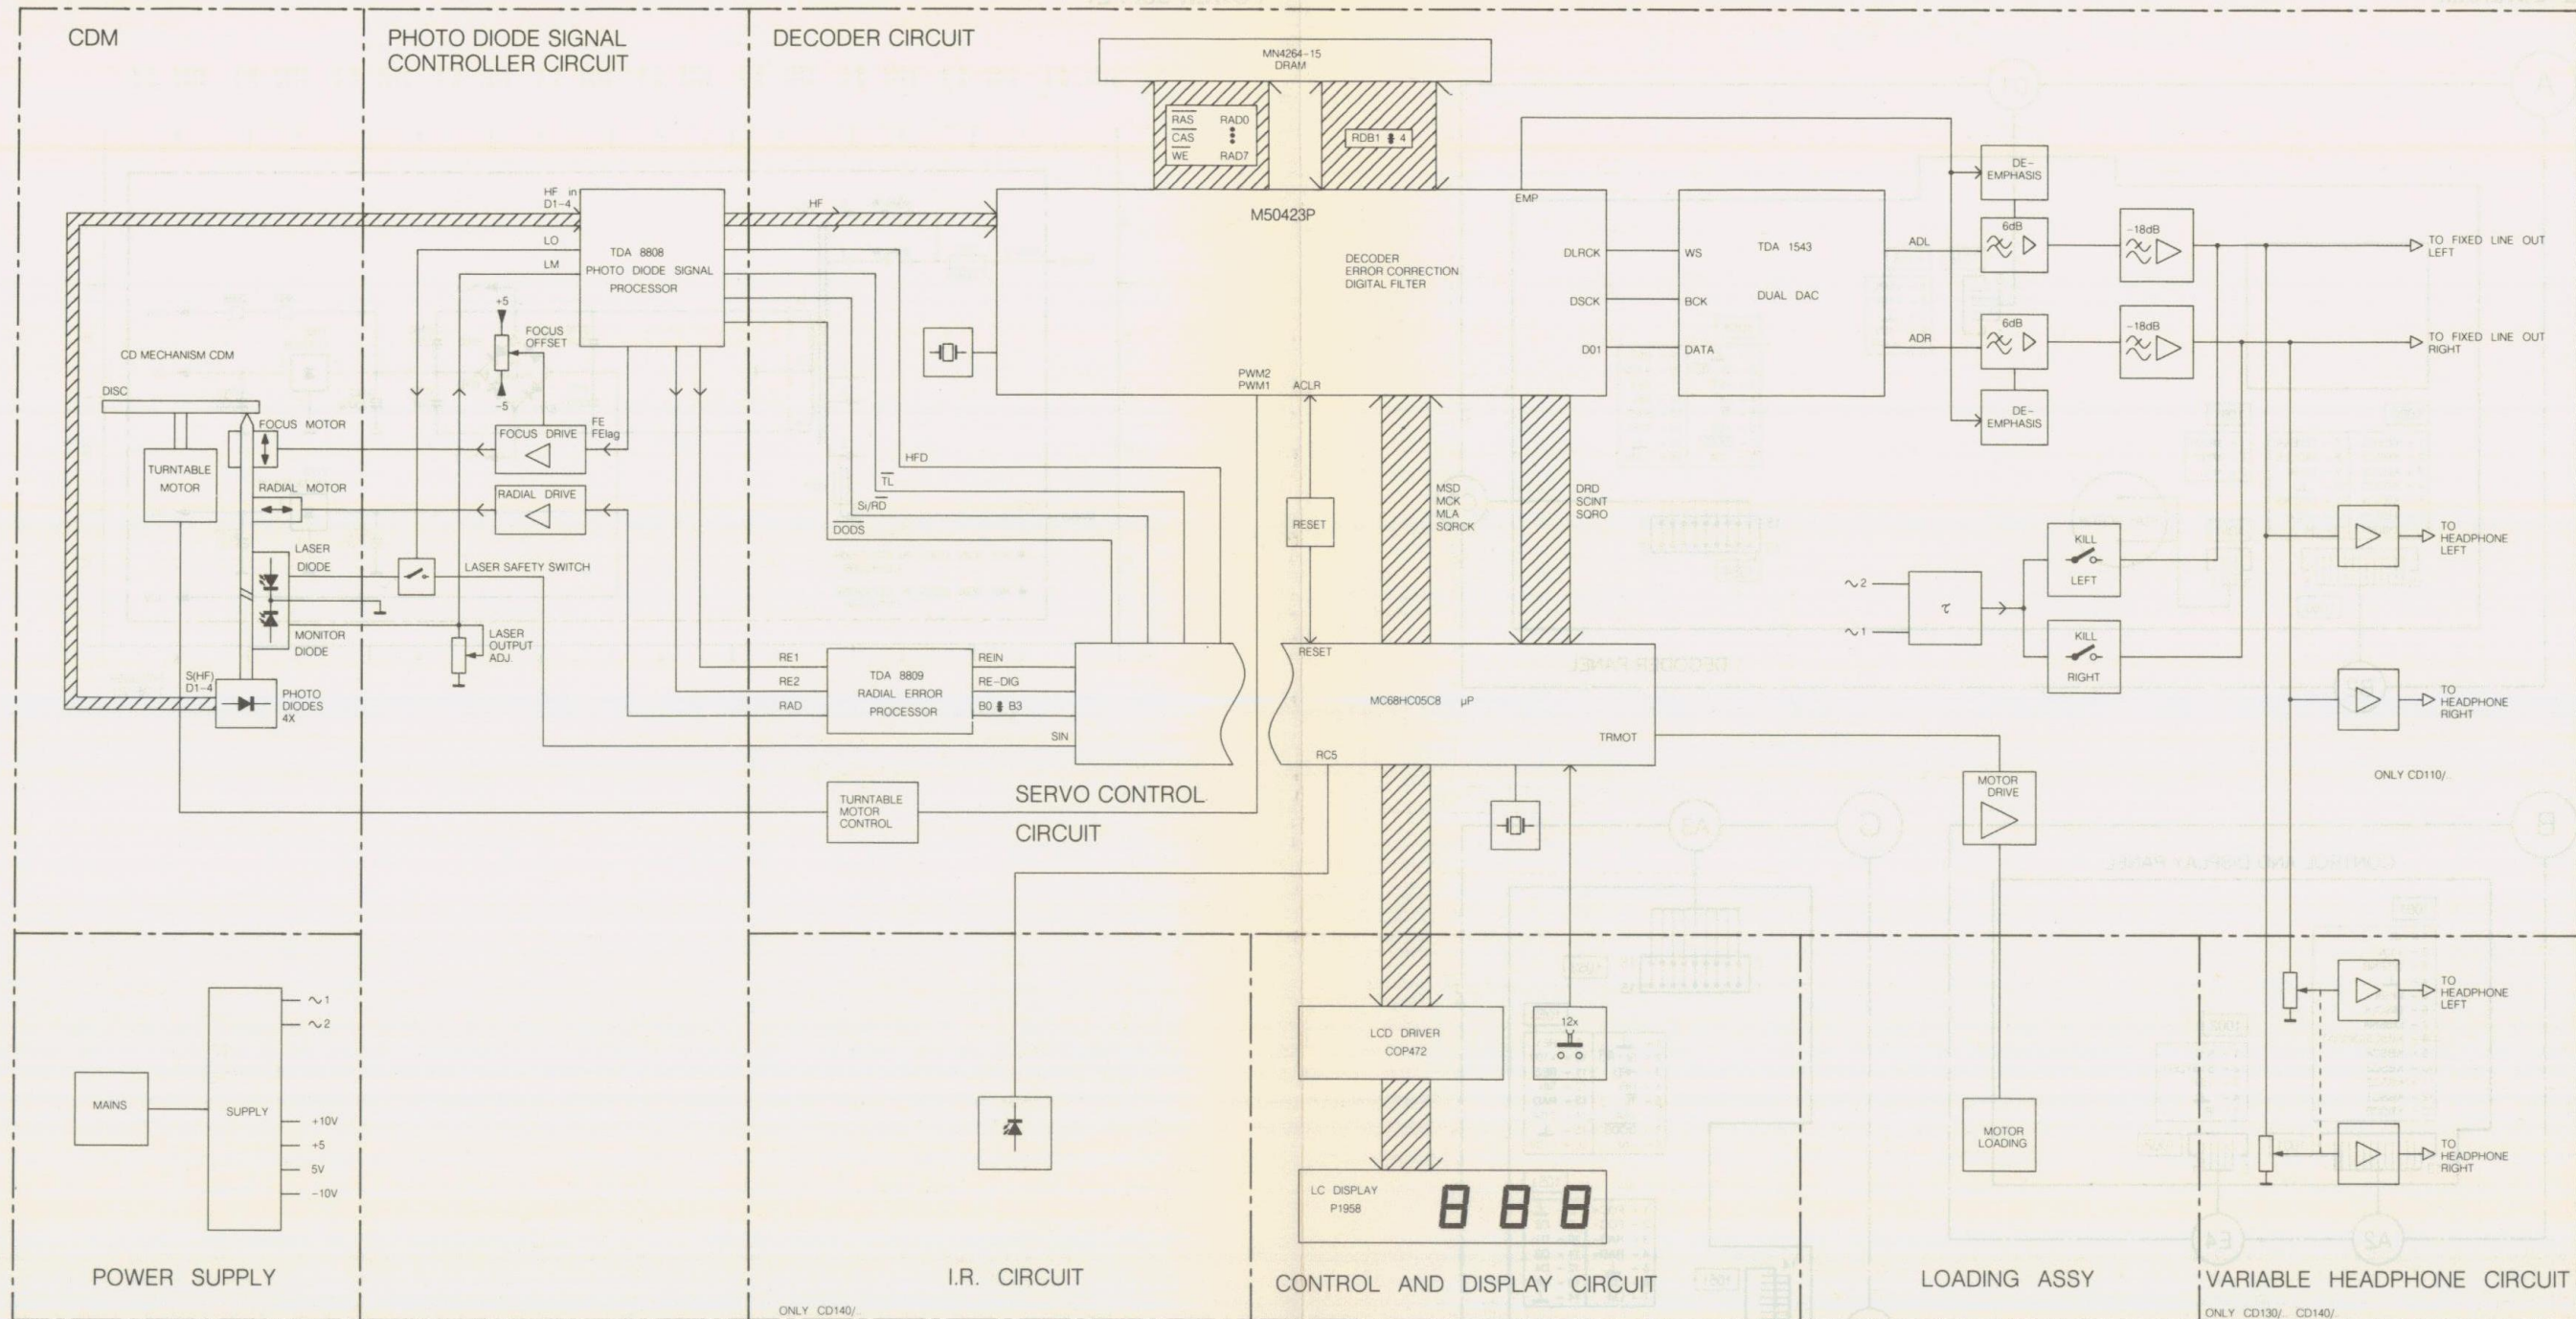 CDM
PHOTO DIODE SIGNAL
CONTROLLER CIRCUIT
DECODER CIRCUIT
MN4264-15
DRAM
RAS RAD0
CAS
WE RAD7
RDB1 4
HF in
D1-4
LO
LM
TDA 8808
PHOTO DIODE SIGNAL
PROCESSOR
HF
M50423P
DECODER
ERROR CORRECTION
DIGITAL FILTER
EMP
DLRCK
DSCK
D01
PWM2
PWM1
ACLR
WS
BCK
DATA
TDA 1543
DUAL DAC
ADL
ADR
DE-
EMPHASIS
6dB
-18dB
TO FIXED LINE OUT
LEFT
6dB
-18dB
TO FIXED LINE OUT
RIGHT
DE-
EMPHASIS
+5
FOCUS
OFFSET
-5
CD MECHANISM CDM
DISC
FOCUS MOTOR
TURNTABLE
MOTOR
RADIAL MOTOR
FOCUS DRIVE
FE
FElag
RADIAL DRIVE
LASER
DIODE
LASER SAFETY SWITCH
MONITOR
DIODE
LASER
OUTPUT
ADJ.
S(HF)
D1-4
PHOTO
DIODES
4X
HFD
TL
Si/RD
DODS
RESET
MSD
MCK
MLA
SQRCK
DRD
SCINT
SQRO
RE1
RE2
RAD
TDA 8809
RADIAL ERROR
PROCESSOR
REIN
RE-DIG
B0 B3
SIN
RESET
MC68HC05C8 µP
TRMOT
RC5
∼2
∼1
τ
KILL
LEFT
KILL
RIGHT
TO
HEADPHONE
LEFT
TO
HEADPHONE
RIGHT
ONLY CD110/..
TURNTABLE
MOTOR
CONTROL
SERVO CONTROL
CIRCUIT
MOTOR
DRIVE
MAINS
SUPPLY
∼1
∼2
+10V
+5
5V
-10V
LCD DRIVER
COP472
12x
LC DISPLAY
P1958
888
MOTOR
LOADING
TO
HEADPHONE
LEFT
TO
HEADPHONE
RIGHT
POWER SUPPLY
I.R. CIRCUIT
CONTROL AND DISPLAY CIRCUIT
LOADING ASSY
VARIABLE HEADPHONE CIRCUIT
ONLY CD140/..
ONLY CD130/.. CD140/..